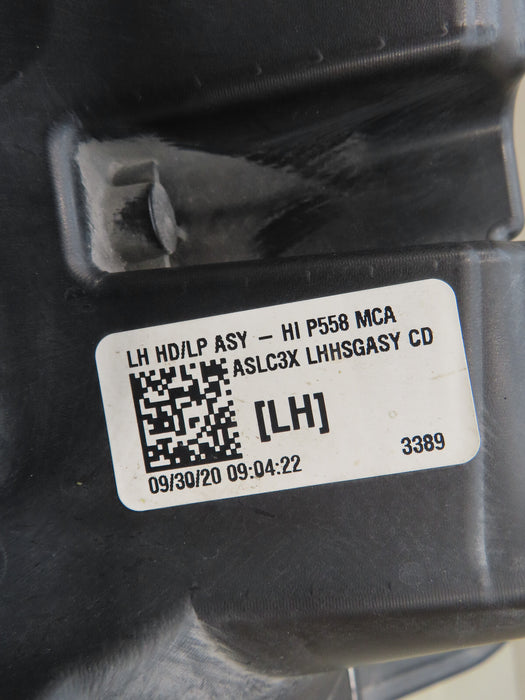 LH HD/LP ASY – HI P558 MCA
ASLC3X LHHSGASY CD
[LH]
3389
09/30/20 09:04:22